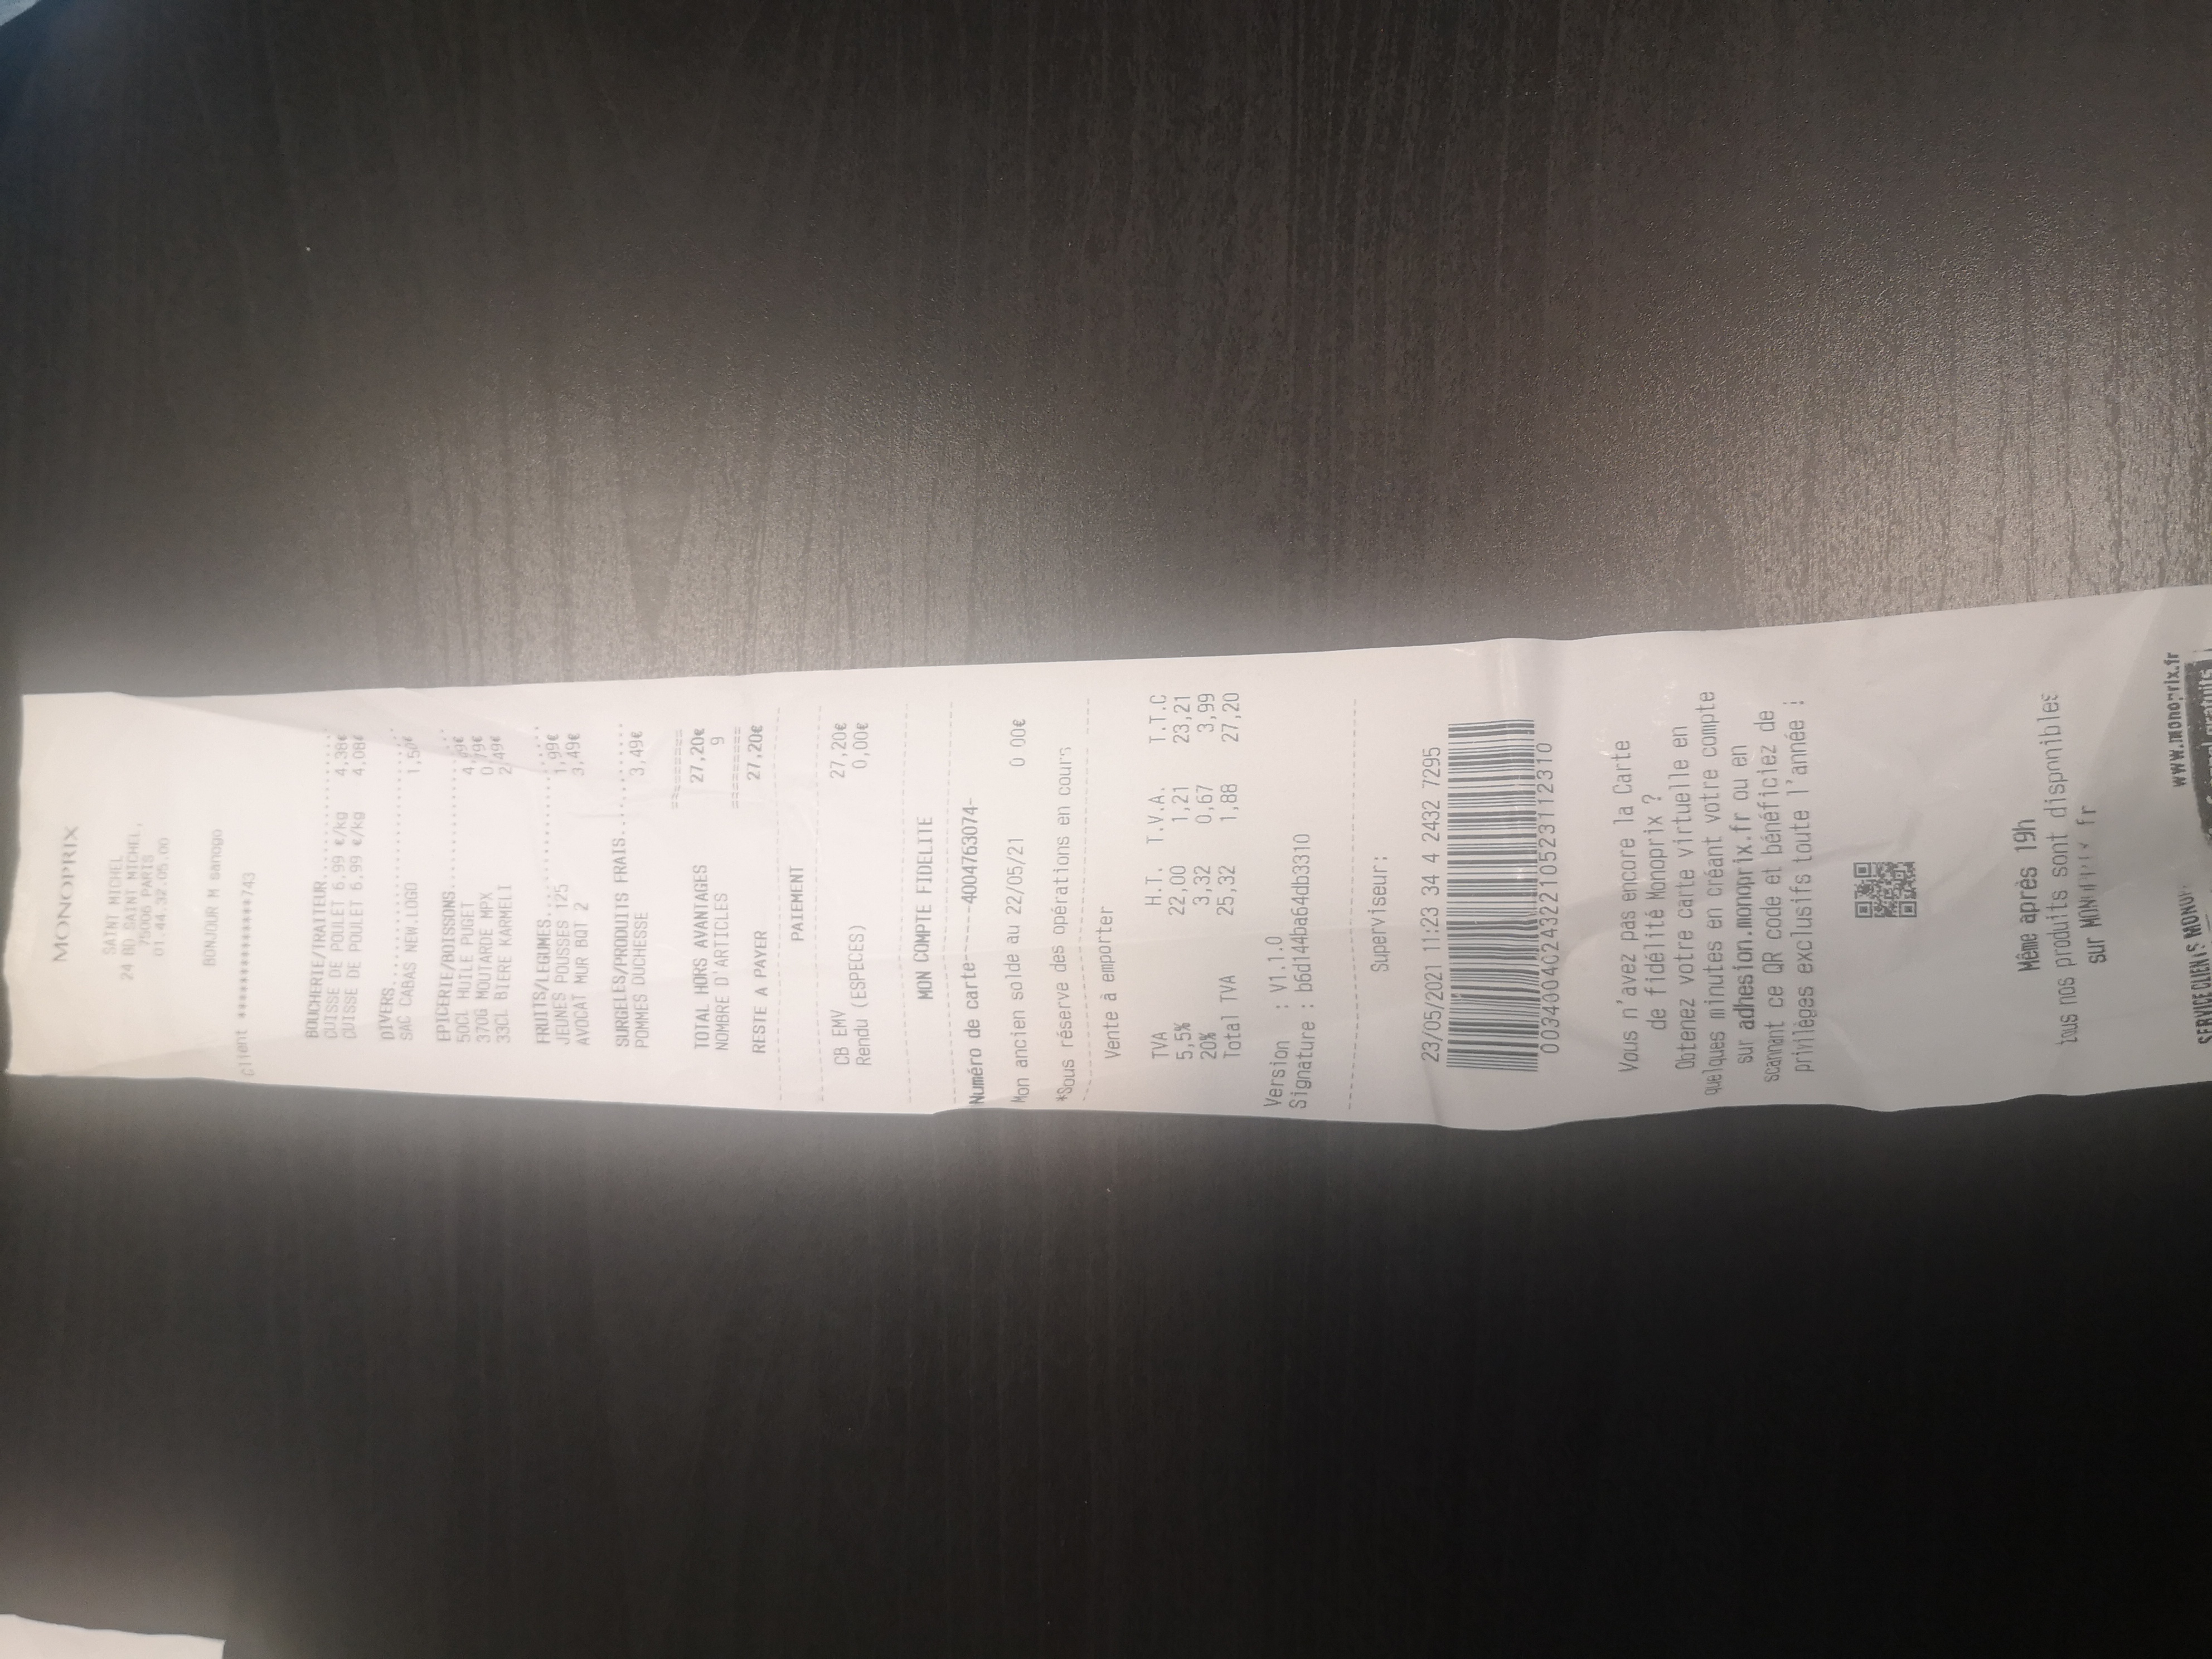 MONOPRIX
SAINT MICHEL
24 BD SAINT MICHEL,
75006 PARIS
01.44.32.05.00
BONJOUR M sanogo
Client ***************743
BOUCHERIE/TRAITEUR
CUISSE DE POULET 6,99 €/kg 4,38€
CUISSE DE POULET 6,99 €/kg 4,08€
DIVERS
SAC CABAS NEW.LOGO 1,50€
EPICERIE/BOISSONS
50CL HUILE PUGET
370G MOUTARDE MPX 0,79€
33CL BIERE KARMELI 2,49€
FRUITS/LEGUMES
JEUNES POUSSES 125 1,99€
AVOCAT MUR BQT 2 3,49€
SURGELES/PRODUITS FRAIS
POMMES DUCHESSE 3,49€
TOTAL HORS AVANTAGES 27,20€
NOMBRE D'ARTICLES 9
RESTE A PAYER 27,20€
PAIEMENT
CB EMV 27,20€
Rendu (ESPECES) 0,00€
MON COMPTE FIDELITE
Numéro de carte------4004763074-
Mon ancien solde au 22/05/21 0 00€
*Sous réserve des opérations en cours
Vente à emporter
TVA H.T. T.V.A. T.T.C
5,5% 22,00 1,21 23,21
20% 3,32 0,67 3,99
Total TVA 25,32 1,88 27,20
Version : V1.1.0
Signature : b6d144ba64db3310
Superviseur:
23/05/2021 11:23 34 4 2432 7295
003400402432210523112310
Vous n'avez pas encore la Carte
de fidélité Monoprix ?
Obtenez votre carte virtuelle en
quelques minutes en créant votre compte
sur adhesion.monoprix.fr ou en
scannant ce QR code et bénéficiez de
privilèges exclusifs toute l'année !
Même après 19h
tous nos produits sont disponibles
sur fr
www.monoprix.fr
SERVICE CLIENTS